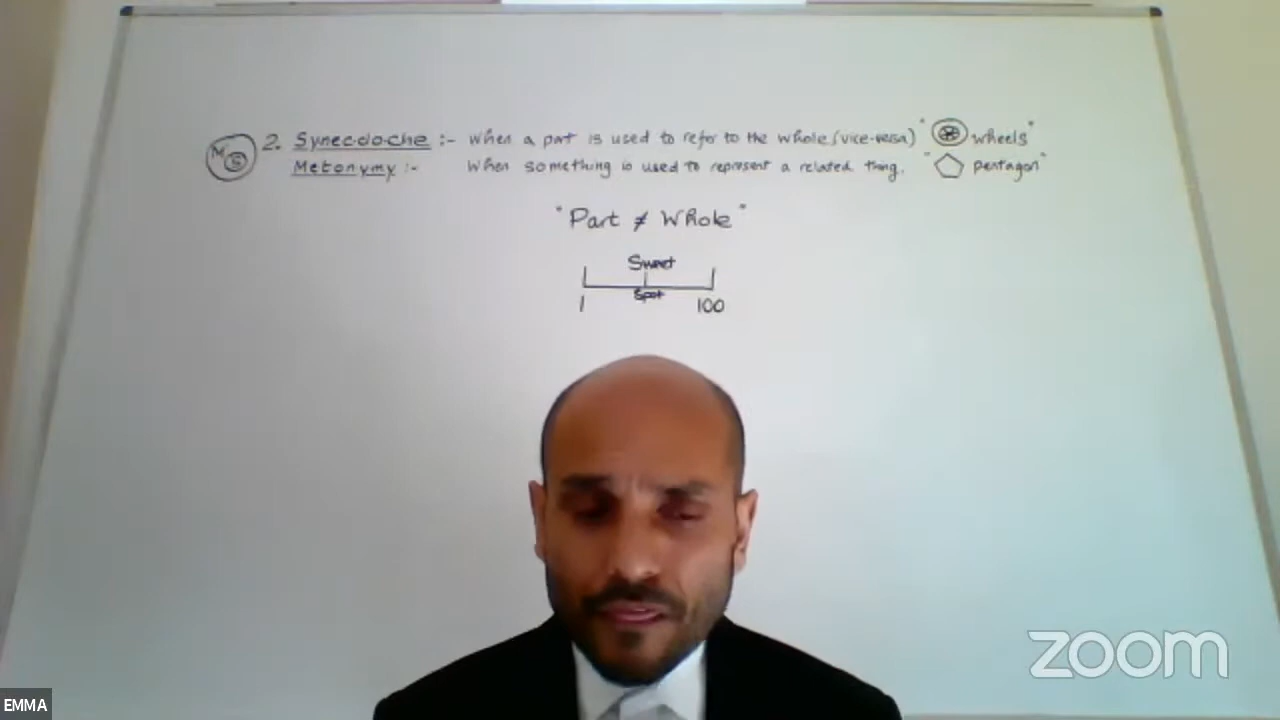 M S 2. Synecdoche :- When a part is used to refer to the whole (vice-versa) " wheels"
Metonymy :- When something is used to represent a related thing. " pentagon"
"Part ≠ Whole"
Sweet
Spot
1 100
zoom
EMMA